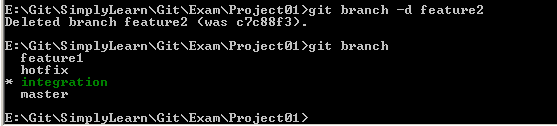 E:\Git\SimplyLearn\Git\Exam\Project01>git branch -d feature2
Deleted branch feature2 (was c7c88f3).
E:\Git\SimplyLearn\Git\Exam\Project01>git branch
feature1
hotfix
* integration
master
E:\Git\SimplyLearn\Git\Exam\Project01>